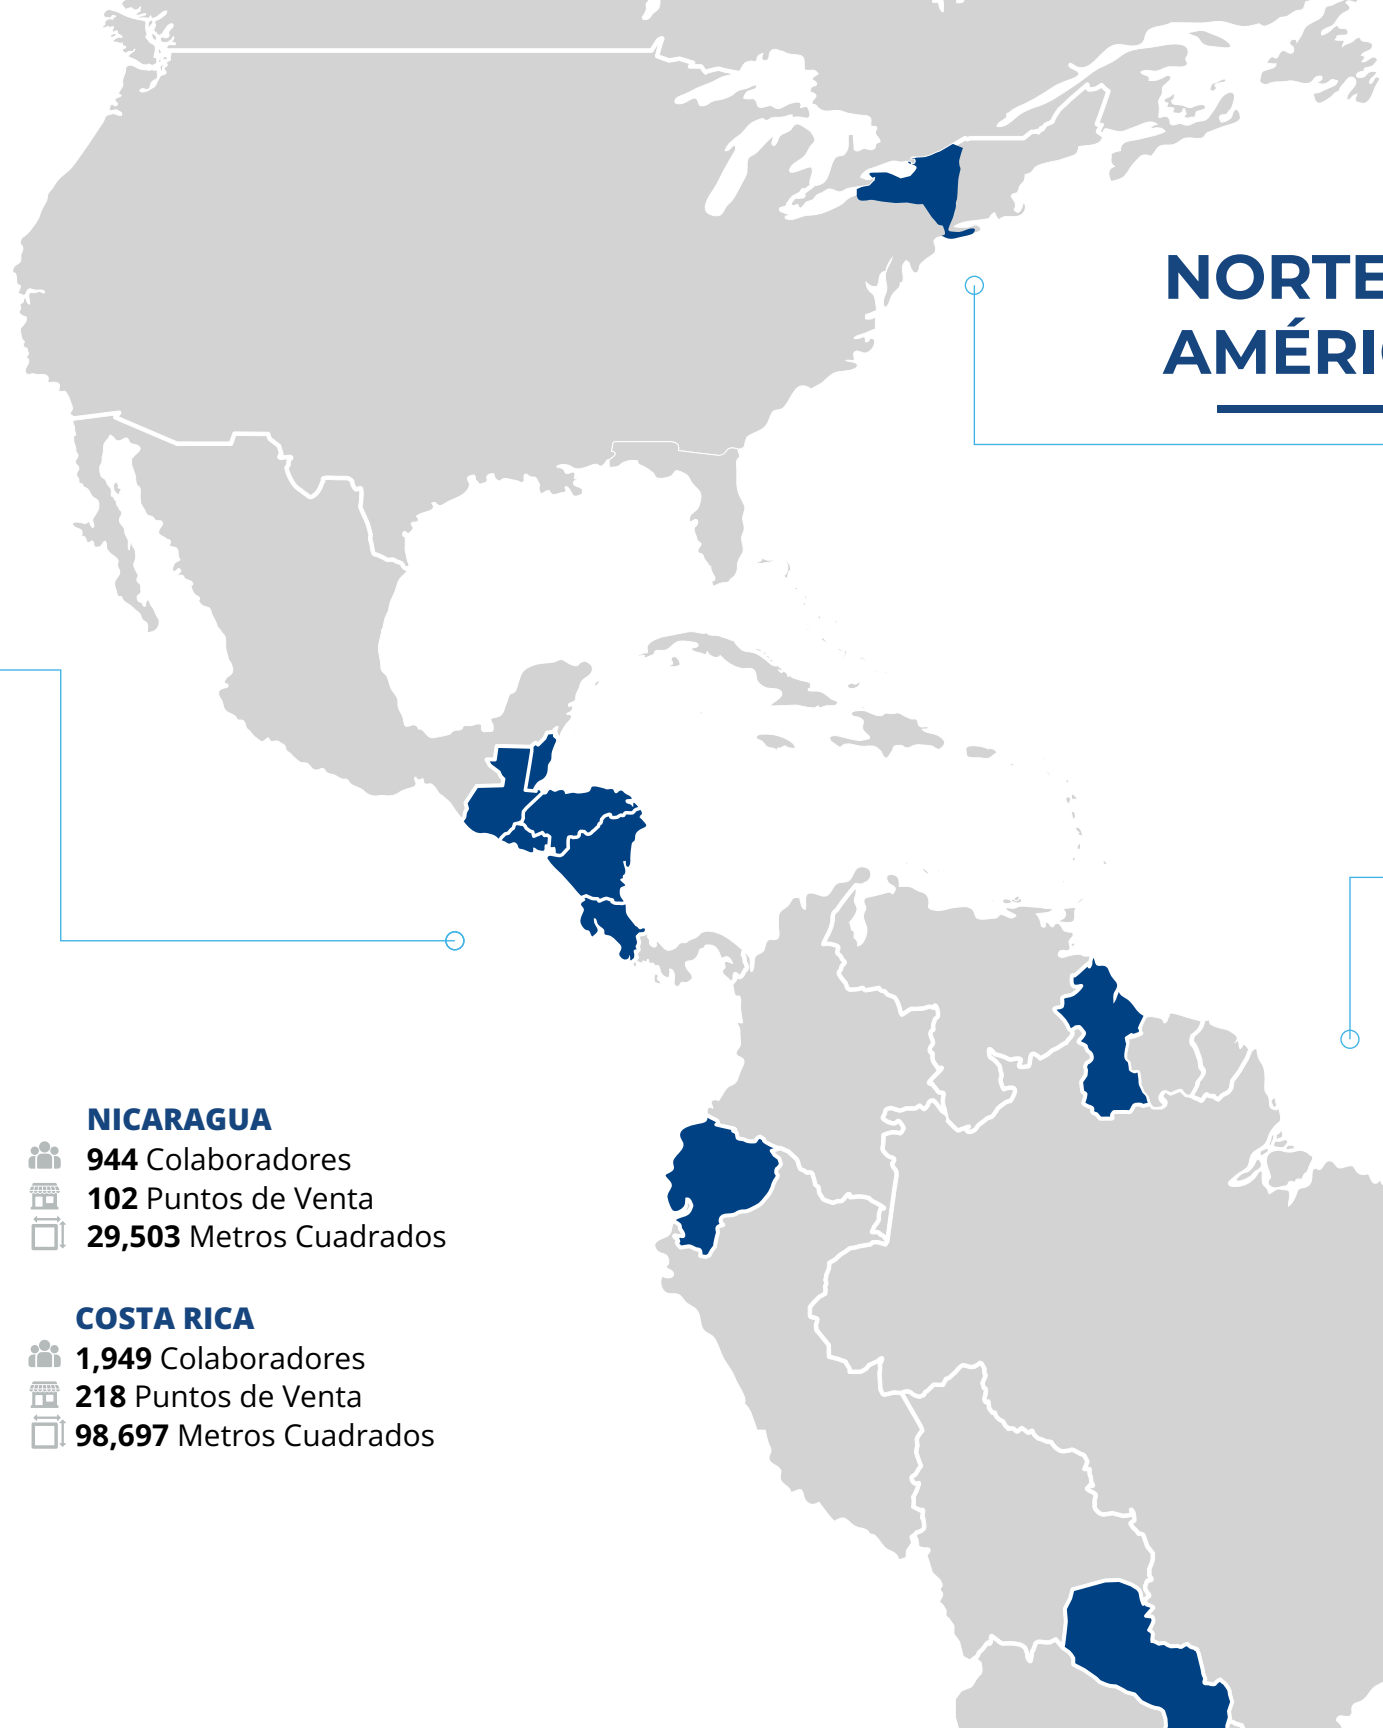 NORTE
AMÉRI
NICARAGUA
944 Colaboradores
102 Puntos de Venta
29,503 Metros Cuadrados
COSTA RICA
1,949 Colaboradores
218 Puntos de Venta
98,697 Metros Cuadrados